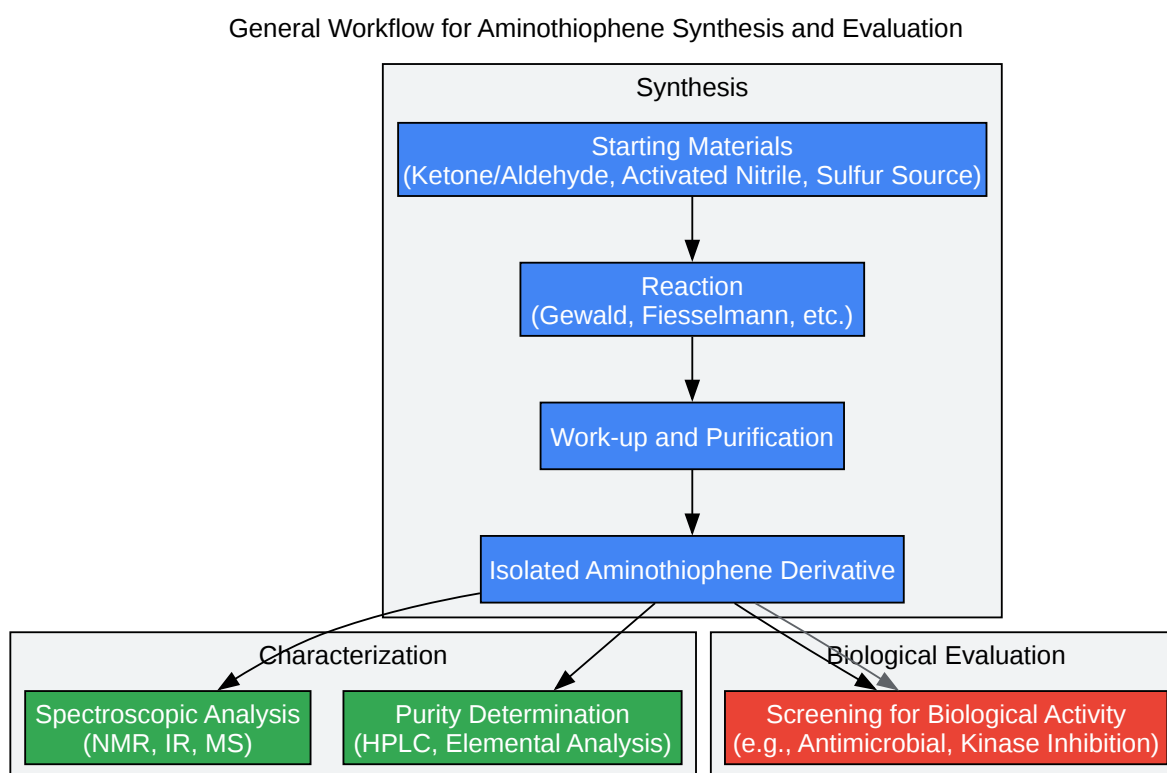 General Workflow for Aminothiophene Synthesis and Evaluation
Synthesis
Starting Materials
(Ketone/Aldehyde, Activated Nitrile, Sulfur Source)
Reaction
(Gewald, Fiesselmann, etc.)
Work-up and Purification
Isolated Aminothiophene Derivative
Characterization
Spectroscopic Analysis
(NMR, IR, MS)
Purity Determination
(HPLC, Elemental Analysis)
Biological Evaluation
Screening for Biological Activity
(e.g., Antimicrobial, Kinase Inhibition)